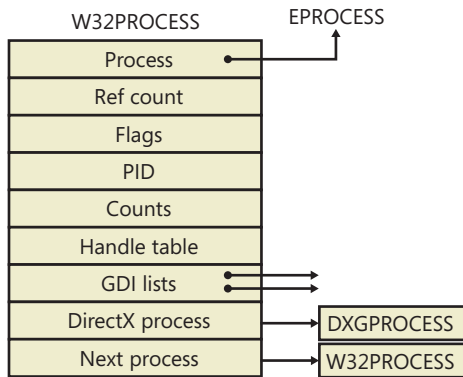 W32PROCESS
EPROCESS
Process
Ref count
Flags
PID
Counts
Handle table
GDI lists
DirectX process
DXGPROCESS
Next process
W32PROCESS